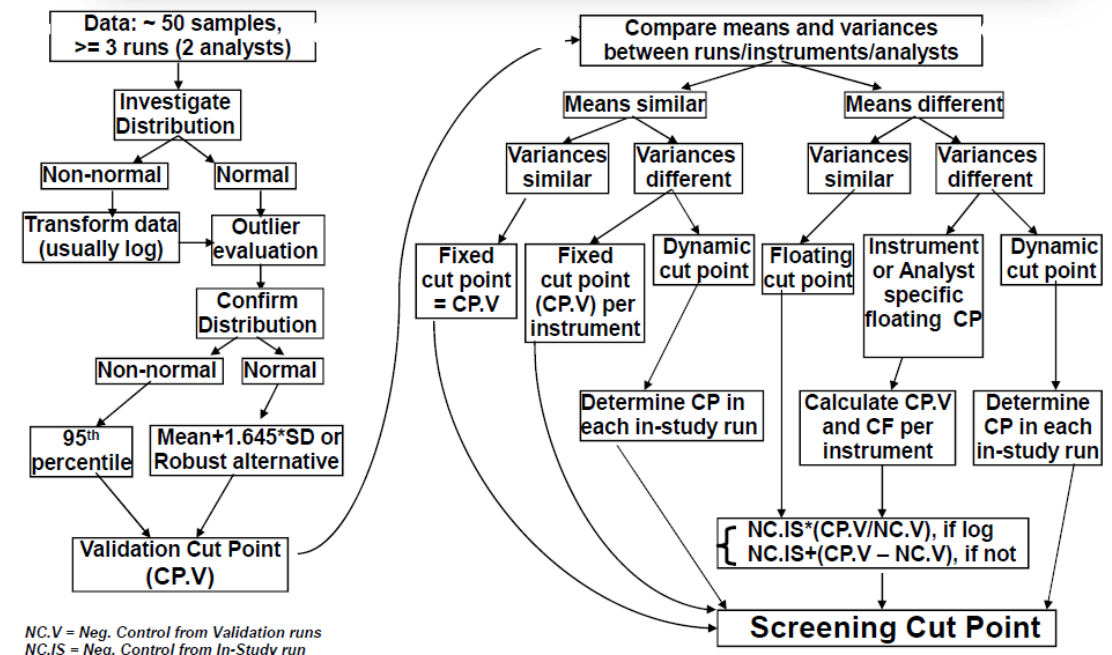 Data: ~ 50 samples,
>= 3 runs (2 analysts)
Investigate
Distribution
Non-normal
Normal
Transform data
(usually log)
Outlier
evaluation
Confirm
Distribution
Non-normal
Normal
95th
percentile
Mean+1.645*SD or
Robust alternative
Validation Cut Point
(CP.V)
NC.V = Neg. Control from Validation runs
NC.IS = Neg. Control from In-Study run
Compare means and variances
between runs/instruments/analysts
Means similar
Means different
Variances
similar
Variances
different
Variances
similar
Variances
different
Fixed
cut point
= CP.V
Fixed
cut point
(CP.V) per
instrument
Dynamic
cut point
Floating
cut point
Instrument
or Analyst
specific
floating CP
Dynamic
cut point
Determine CP in
each in-study run
Calculate CP.V
and CF per
instrument
Determine
CP in each
in-study run
NC.IS*(CP.V/NC.V), if log
NC.IS+(CP.V – NC.V), if not
Screening Cut Point